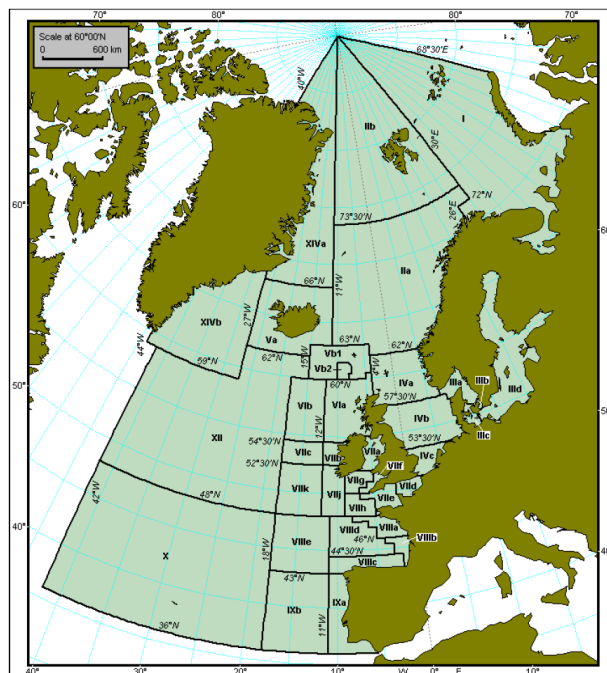 70° 80° 80° 70°
Scale at 60°00'N
0 600 km
68°30'E
40°W
I
IIb
30°E
60°
72°N
26°E
73°30'N
XIVa
IIa
11°W
66°N
27°W
XIVb
Va
63°N
62°N
62°N
15°W
Vb1
4°W
44°W
59°N
Vb2
60°N
IVa
IIIa
IIIb
IIId
50°
57°30'N
VIb
VIa
IVb
12°W
XII
IIIc
54°30'N
53°30'N
VIIc
VIIb
VIIa
IVc
52°30'N
VIIf
VIIg
VIId
VIIk
VIIj
VIIe
42°W
48°N
VIIh
40°
VIIId
VIIIa
VIIIe
46°N
VIIIb
18°W
44°30'N
X
VIIIc
43°N
IXb
IXa
11°W
36°N
40° 30° 20° 10°W 0° E 10°